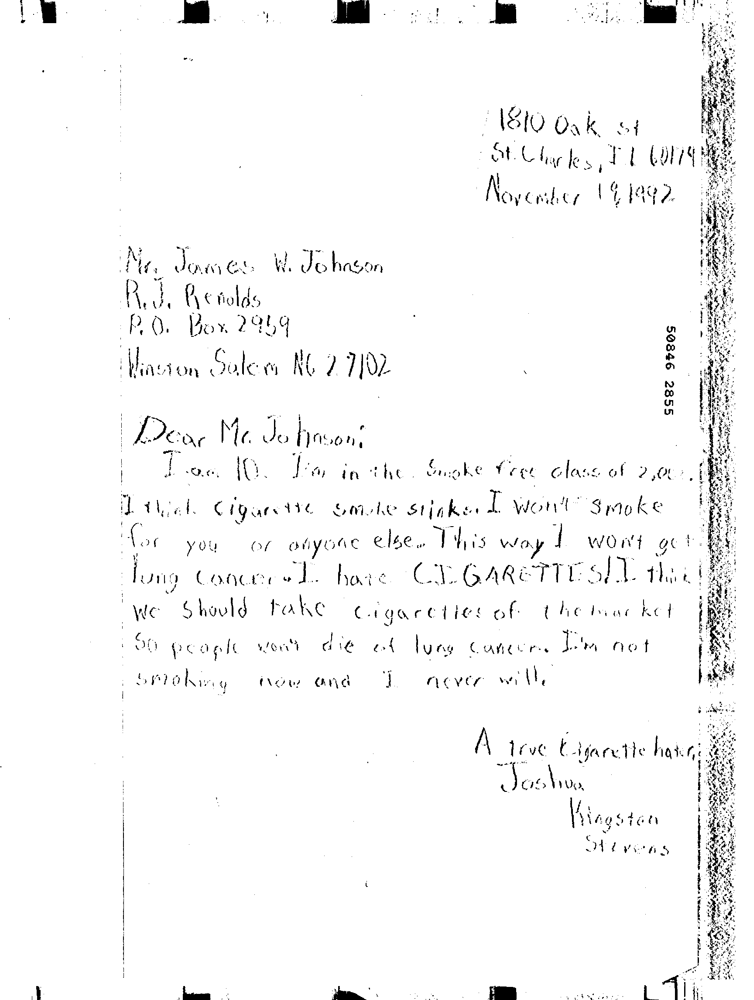 1810 Oak St
St. Charles, IL 60174
November 19, 1992
Mr. James W. Johnson
R.J. Renolds
P.O. Box 2959
Winston Salem NC 27102
50846 2855
Dear Mr. Johnson:
I am 10. I'm in the Smoke free class of 2,000.
I think cigarette smoke stinks. I won't smoke
for you or anyone else. This way I won't get
lung cancer. I hate CIGARETTES! I think
we should take cigarettes of the market
so people won't die of lung cancer. I'm not
smoking now and I never will.
A true cigarette hater,
Joshua
Kingston
Stevens